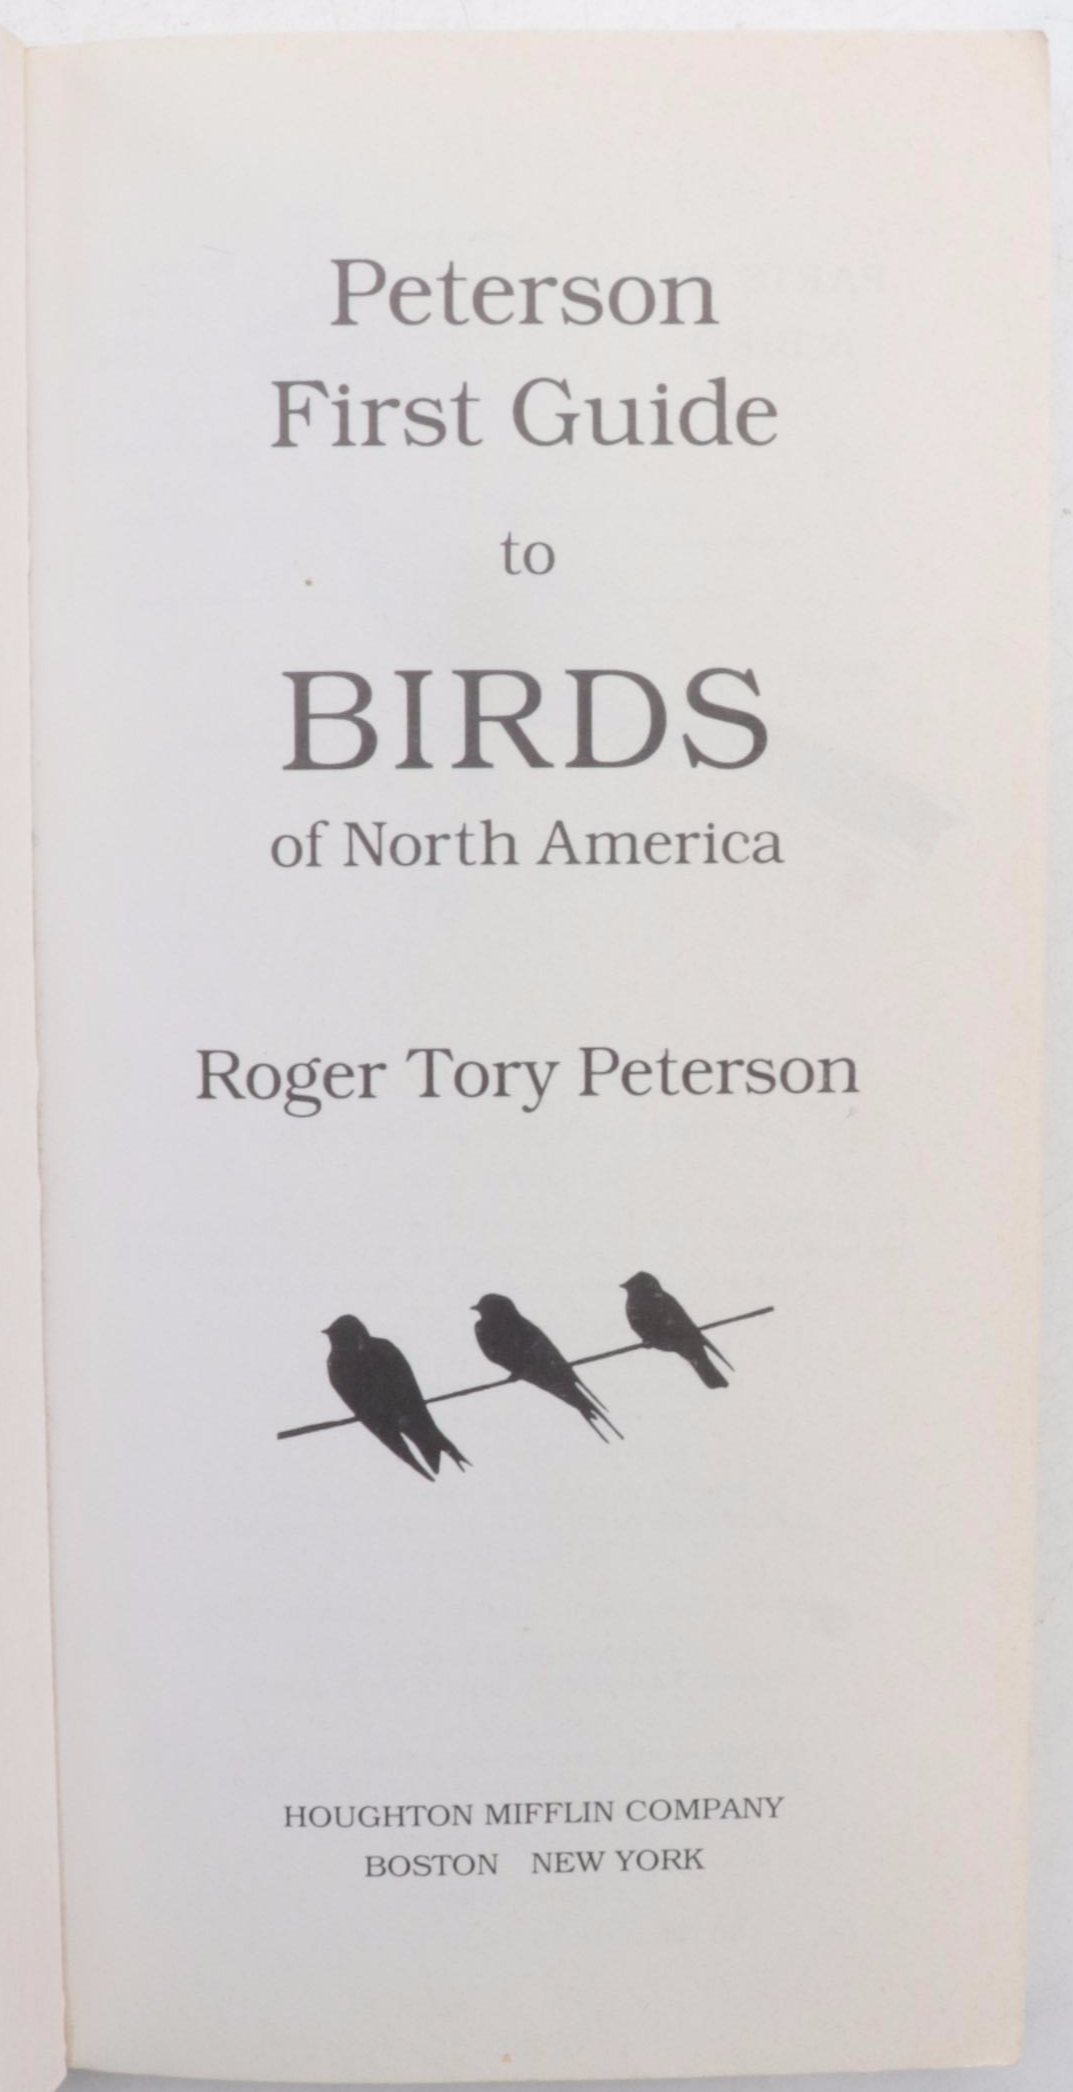 Peterson
First Guide
to
BIRDS
of North America
Roger Tory Peterson
HOUGHTON MIFFLIN COMPANY
BOSTON NEW YORK